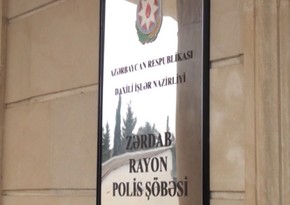 AZƏRBAYCAN RESPUBLİKASI
DAXİLİ İŞLƏR NAZİRLİYİ
ZƏRDAB
RAYON
POLİS ŞÖBƏSİ